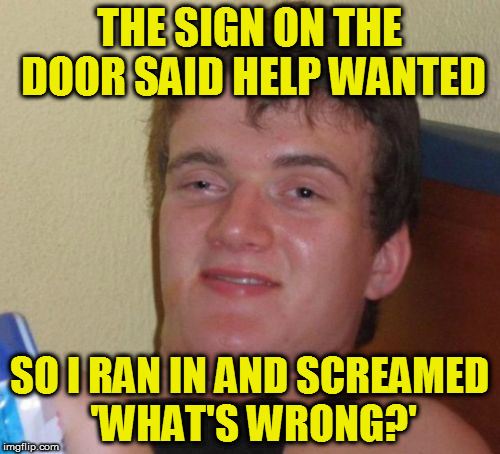 THE SIGN ON THE
DOOR SAID HELP WANTED
SO I RAN IN AND SCREAMED
'WHAT'S WRONG?'
imgflip.com